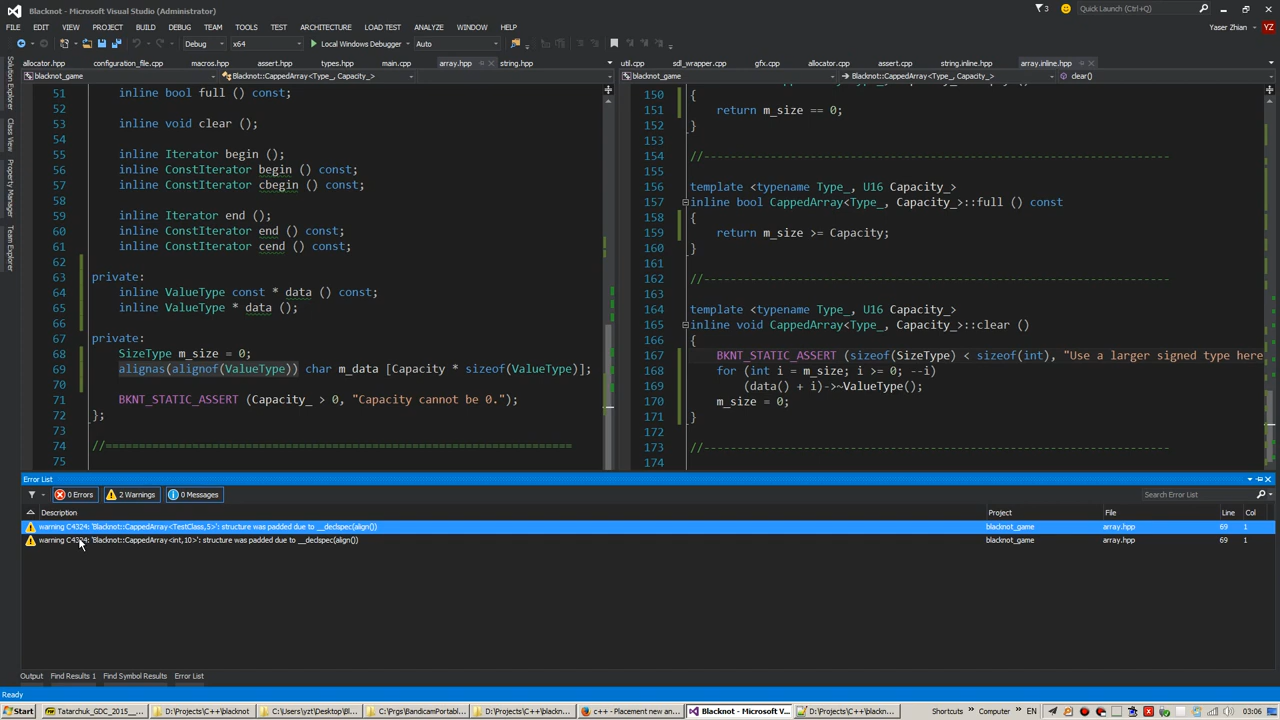 Blacknot - Microsoft Visual Studio (Administrator)
3
Quick Launch (Ctrl+Q)
FILE EDIT VIEW PROJECT BUILD DEBUG TEAM TOOLS TEST ARCHITECTURE LOAD TEST ANALYZE WINDOW HELP
Yaser Zhian YZ
Debug x64 Local Windows Debugger Auto
allocator.hpp configuration_file.cpp macros.hpp assert.hpp types.hpp main.cpp array.hpp string.hpp
util.cpp sdl_wrapper.cpp gfx.cpp allocator.cpp assert.cpp string.inline.hpp array.inline.hpp
blacknot_game Blacknot::CappedArray<Type_, Capacity_>
blacknot_game Blacknot::CappedArray<Type_, Capacity_> clear()
Solution Explorer
Class View
Property Manager
Team Explorer
51 inline bool full () const;
52
53 inline void clear ();
54
55 inline Iterator begin ();
56 inline ConstIterator begin () const;
57 inline ConstIterator cbegin () const;
58
59 inline Iterator end ();
60 inline ConstIterator end () const;
61 inline ConstIterator cend () const;
62
63 private:
64 inline ValueType const * data () const;
65 inline ValueType * data ();
66
67 private:
68 SizeType m_size = 0;
69 alignas(alignof(ValueType)) char m_data [Capacity * sizeof(ValueType)];
70
71 BKNT_STATIC_ASSERT (Capacity_ > 0, "Capacity cannot be 0.");
72 };
73
74 //======================================================================
75
150 {
151 return m_size == 0;
152 }
153
154 //----------------------------------------------------------------------
155
156 template <typename Type_, U16 Capacity_>
157 inline bool CappedArray<Type_, Capacity_>::full () const
158 {
159 return m_size >= Capacity;
160 }
161
162 //----------------------------------------------------------------------
163
164 template <typename Type_, U16 Capacity_>
165 inline void CappedArray<Type_, Capacity_>::clear ()
166 {
167 BKNT_STATIC_ASSERT (sizeof(SizeType) < sizeof(int), "Use a larger signed type here
168 for (int i = m_size; i >= 0; --i)
169 (data() + i)->~ValueType();
170 m_size = 0;
171 }
172
173 //----------------------------------------------------------------------
174
Error List
0 Errors 2 Warnings 0 Messages
Search Error List
Description Project File Line Col
warning C4324: 'Blacknot::CappedArray<TestClass,5>': structure was padded due to __declspec(align()) blacknot_game array.hpp 69 1
warning C4324: 'Blacknot::CappedArray<int,10>': structure was padded due to __declspec(align()) blacknot_game array.hpp 69 1
Output Find Results 1 Find Symbol Results Error List
Ready
Start Tatarchuk_GDC_2015__... D:\Projects\C++\blacknot C:\Users\yzt\Desktop\Bl... C:\Prgs\BandicamPortabl... D:\Projects\C++\blackn... c++ - Placement new an... Blacknot - Microsoft V... D:\Projects\C++\blackn... Shortcuts » Computer » EN 03:06